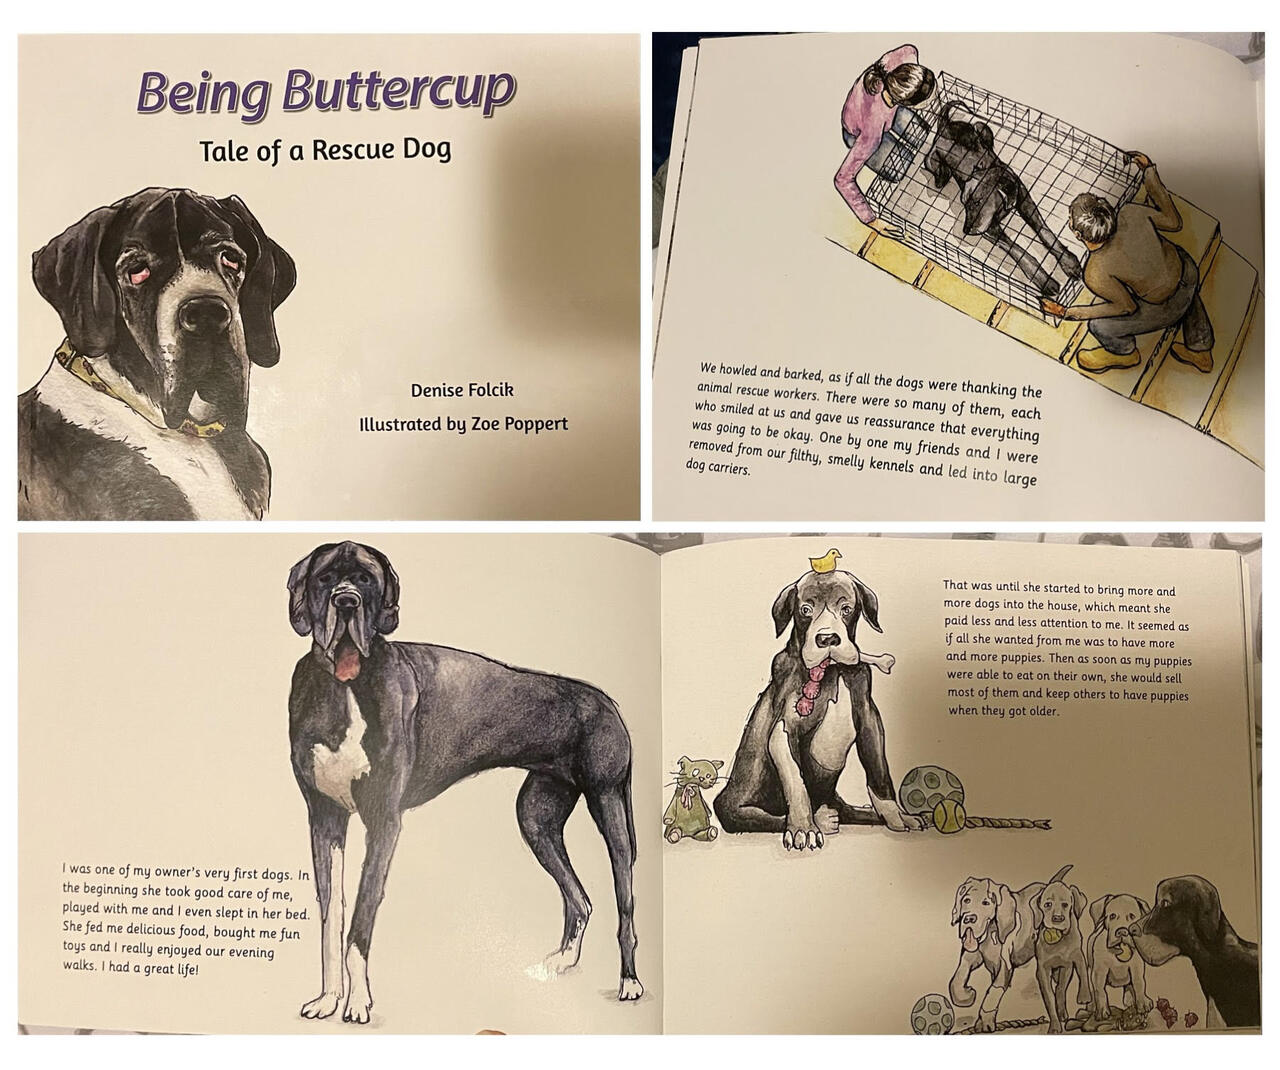 Being Buttercup
Tale of a Rescue Dog
Denise Folcik
Illustrated by Zoe Poppert
We howled and barked, as if all the dogs were thanking the
animal rescue workers. There were so many of them, each
who smiled at us and gave us reassurance that everything
was going to be okay. One by one my friends and I were
removed from our filthy, smelly kennels and led into large
dog carriers.
I was one of my owner's very first dogs. In
the beginning she took good care of me,
played with me and I even slept in her bed.
She fed me delicious food, bought me fun
toys and I really enjoyed our evening
walks. I had a great life!
That was until she started to bring more and
more dogs into the house, which meant she
paid less and less attention to me. It seemed as
if all she wanted from me was to have more
and more puppies. Then as soon as my puppies
were able to eat on their own, she would sell
most of them and keep others to have puppies
when they got older.